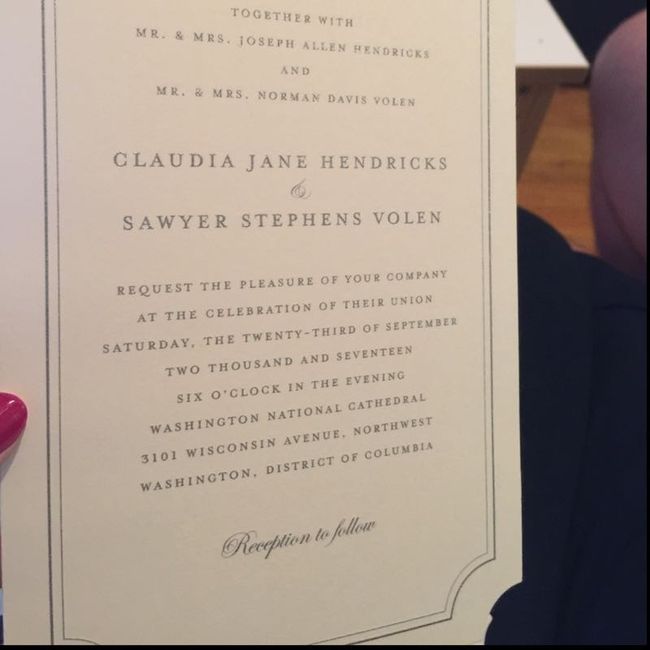 TOGETHER WITH
MR. & MRS. JOSEPH ALLEN HENDRICKS
AND
MR. & MRS. NORMAN DAVIS VOLEN
CLAUDIA JANE HENDRICKS
&
SAWYER STEPHENS VOLEN
REQUEST THE PLEASURE OF YOUR COMPANY
AT THE CELEBRATION OF THEIR UNION
SATURDAY, THE TWENTY-THIRD OF SEPTEMBER
TWO THOUSAND AND SEVENTEEN
SIX O'CLOCK IN THE EVENING
WASHINGTON NATIONAL CATHEDRAL
3101 WISCONSIN AVENUE, NORTHWEST
WASHINGTON, DISTRICT OF COLUMBIA
Reception to follow